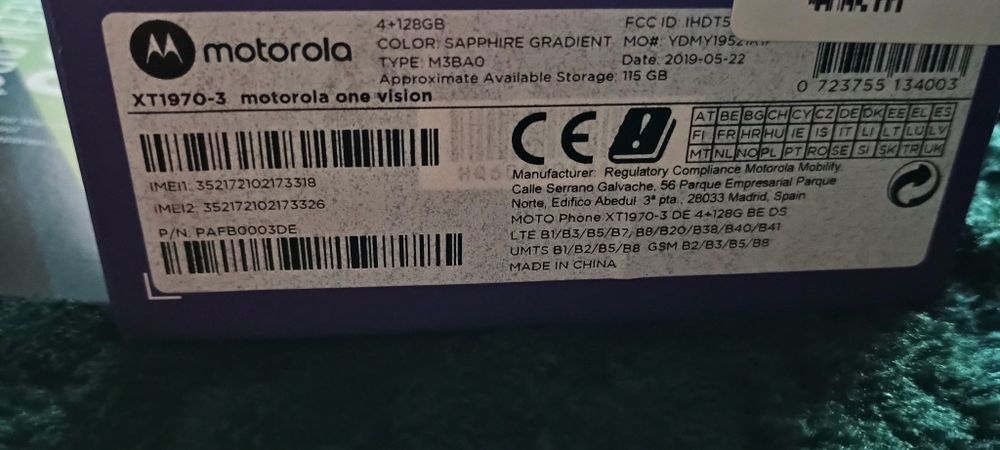 motorola
4+128GB
COLOR: SAPPHIRE GRADIENT
TYPE: M3BA0
Approximate Available Storage: 115 GB
FCC ID: IHDT5
MO#: YDMY1952
Date: 2019-05-22
0 723755 134003
XT1970-3 motorola one vision
IMEI1: 352172102173318
IMEI2: 352172102173326
P/N: PAFB0003DE
CE
AT BE BG CH CY CZ DE DK EE EL ES
FI FR HR HU IE IS IT LI LT LU LV
MT NL NO PL PT RO SE SI SK TR UK
Manufacturer: Regulatory Compliance Motorola Mobility.
Calle Serrano Galvache, 56 Parque Empresarial Parque
Norte, Edifico Abedul 3ª pta., 28033 Madrid, Spain
MOTO Phone XT1970-3 DE 4+128G BE DS
LTE B1/B3/B5/B7, B8/B20/B38/B40/B41
UMTS B1/B2/B5/B8 GSM B2/B3/B5/B8
MADE IN CHINA